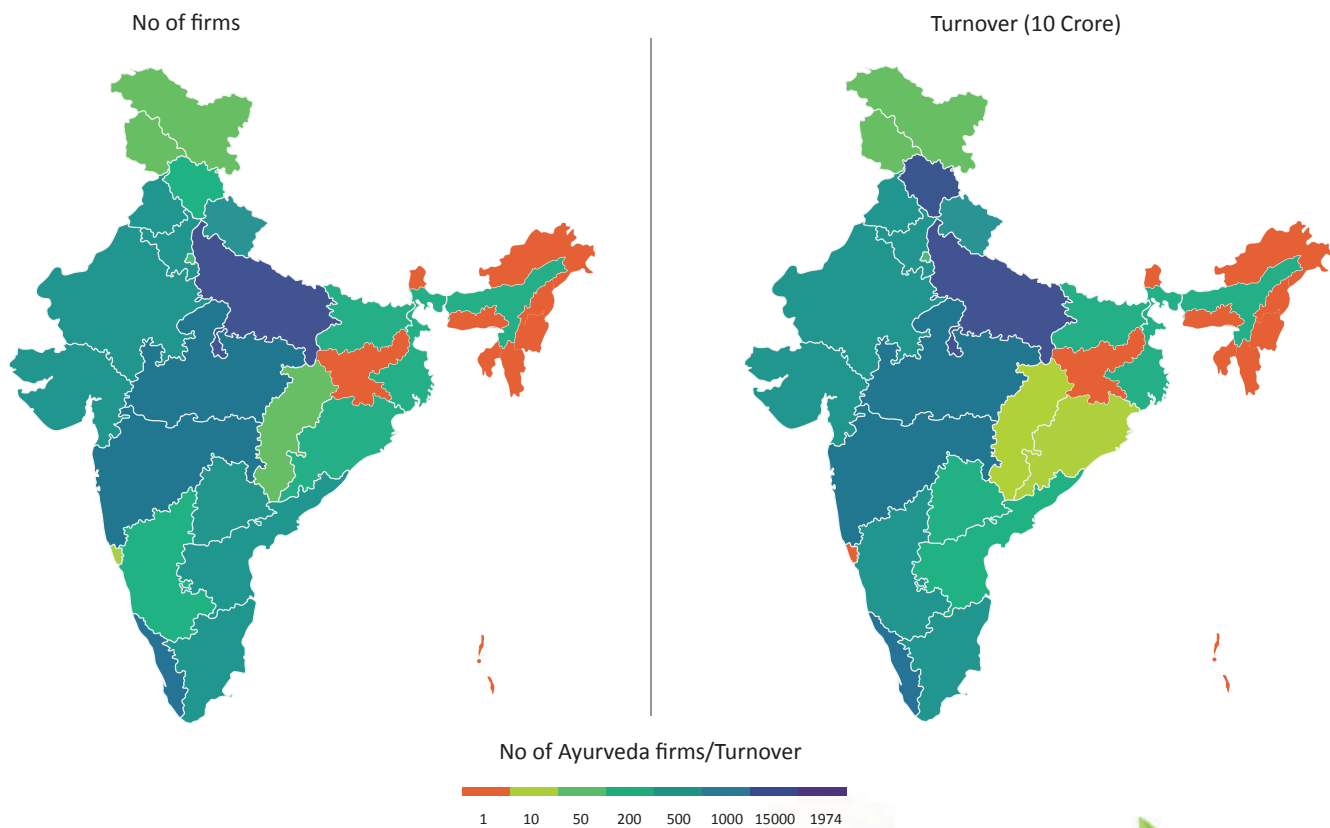 No of firms
Turnover (10 Crore)
No of Ayurveda firms/Turnover
1 10 50 200 500 1000 15000 1974